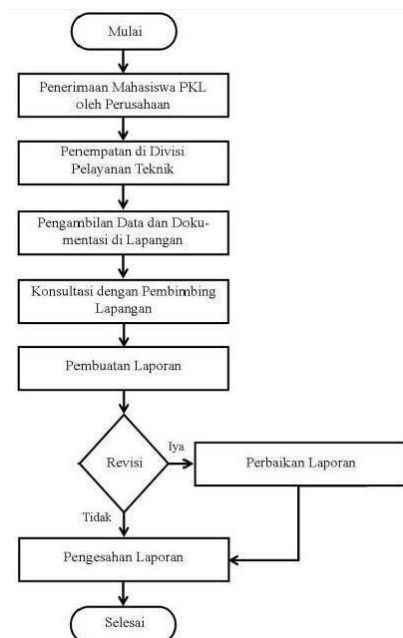 Mulai
Penerimaan Mahasiswa PKL
oleh Perusahaan
Penempatan di Divisi
Pelayanan Teknik
Pengambilan Data dan Doku-
mentasi di Lapangan
Konsultasi dengan Pembimbing
Lapangan
Pembuatan Laporan
Revisi
Iya
Perbaikan Laporan
Tidak
Pengesahan Laporan
Selesai